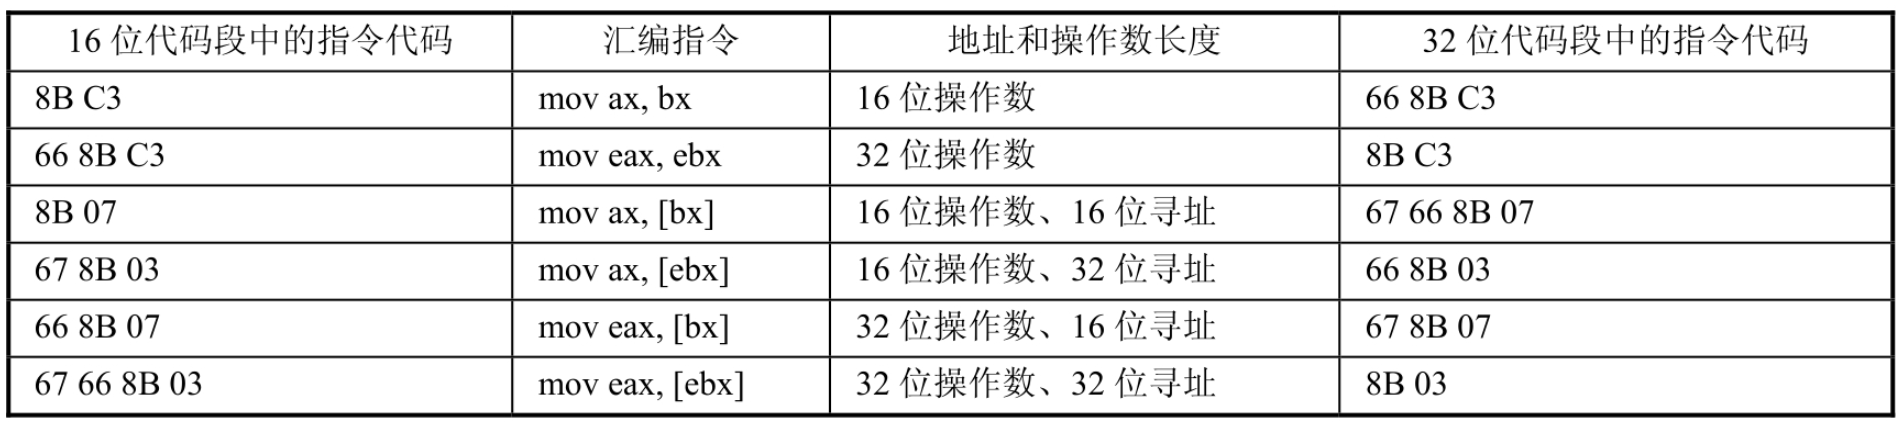 16 位代码段中的指令代码 汇编指令 地址和操作数长度 32 位代码段中的指令代码
8B C3 mov ax, bx 16 位操作数 66 8B C3
66 8B C3 mov eax, ebx 32 位操作数 8B C3
8B 07 mov ax, [bx] 16 位操作数、16 位寻址 67 66 8B 07
67 8B 03 mov ax, [ebx] 16 位操作数、32 位寻址 66 8B 03
66 8B 07 mov eax, [bx] 32 位操作数、16 位寻址 67 8B 07
67 66 8B 03 mov eax, [ebx] 32 位操作数、32 位寻址 8B 03